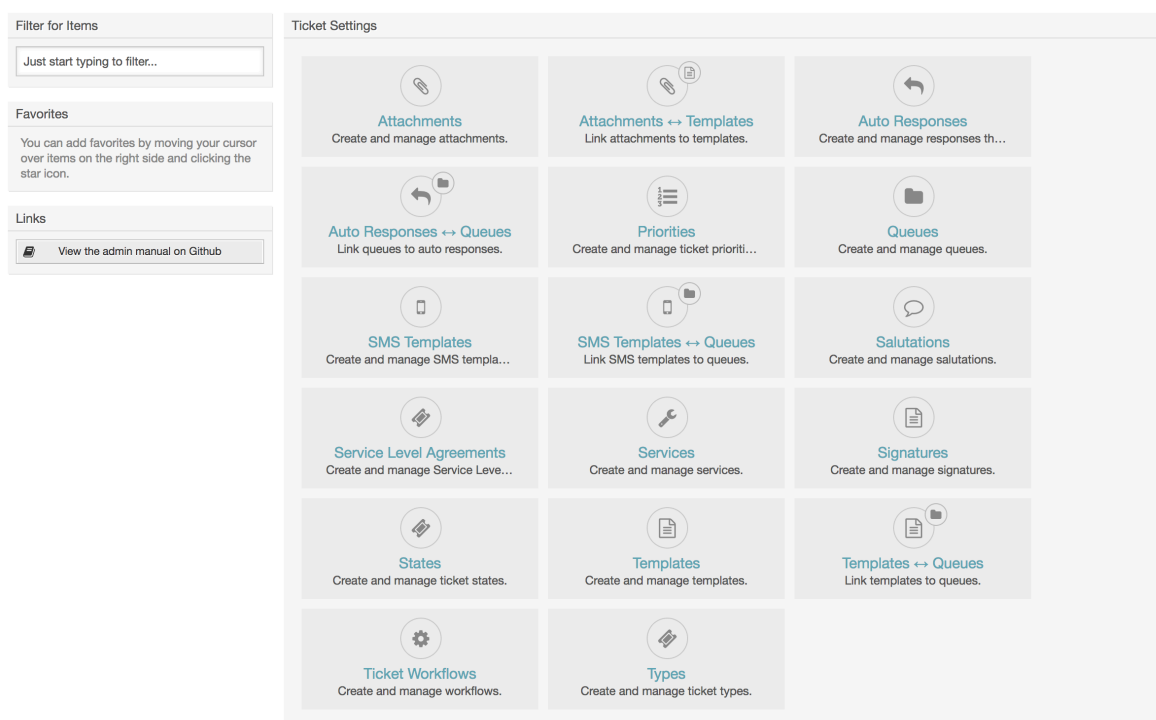 Filter for Items
Just start typing to filter...
Favorites
You can add favorites by moving your cursor
over items on the right side and clicking the
star icon.
Links
View the admin manual on Github
Ticket Settings
Attachments
Create and manage attachments.
Attachments ↔ Templates
Link attachments to templates.
Auto Responses
Create and manage responses th…
Auto Responses ↔ Queues
Link queues to auto responses.
1
2
3
Priorities
Create and manage ticket prioriti…
Queues
Create and manage queues.
SMS Templates
Create and manage SMS templa…
SMS Templates ↔ Queues
Link SMS templates to queues.
Salutations
Create and manage salutations.
Service Level Agreements
Create and manage Service Leve…
Services
Create and manage services.
Signatures
Create and manage signatures.
States
Create and manage ticket states.
Templates
Create and manage templates.
Templates ↔ Queues
Link templates to queues.
Ticket Workflows
Create and manage workflows.
Types
Create and manage ticket types.